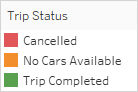 Trip Status
Cancelled
No Cars Available
Trip Completed